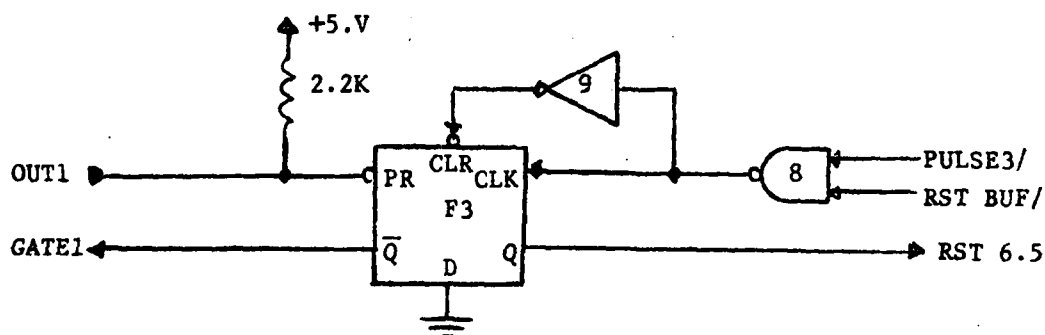 +5.V
2.2K
9
OUT1
PR
CLR
CLK
8
PULSE3/
RST BUF/
F3
GATE1
Q̅
D
Q
RST 6.5